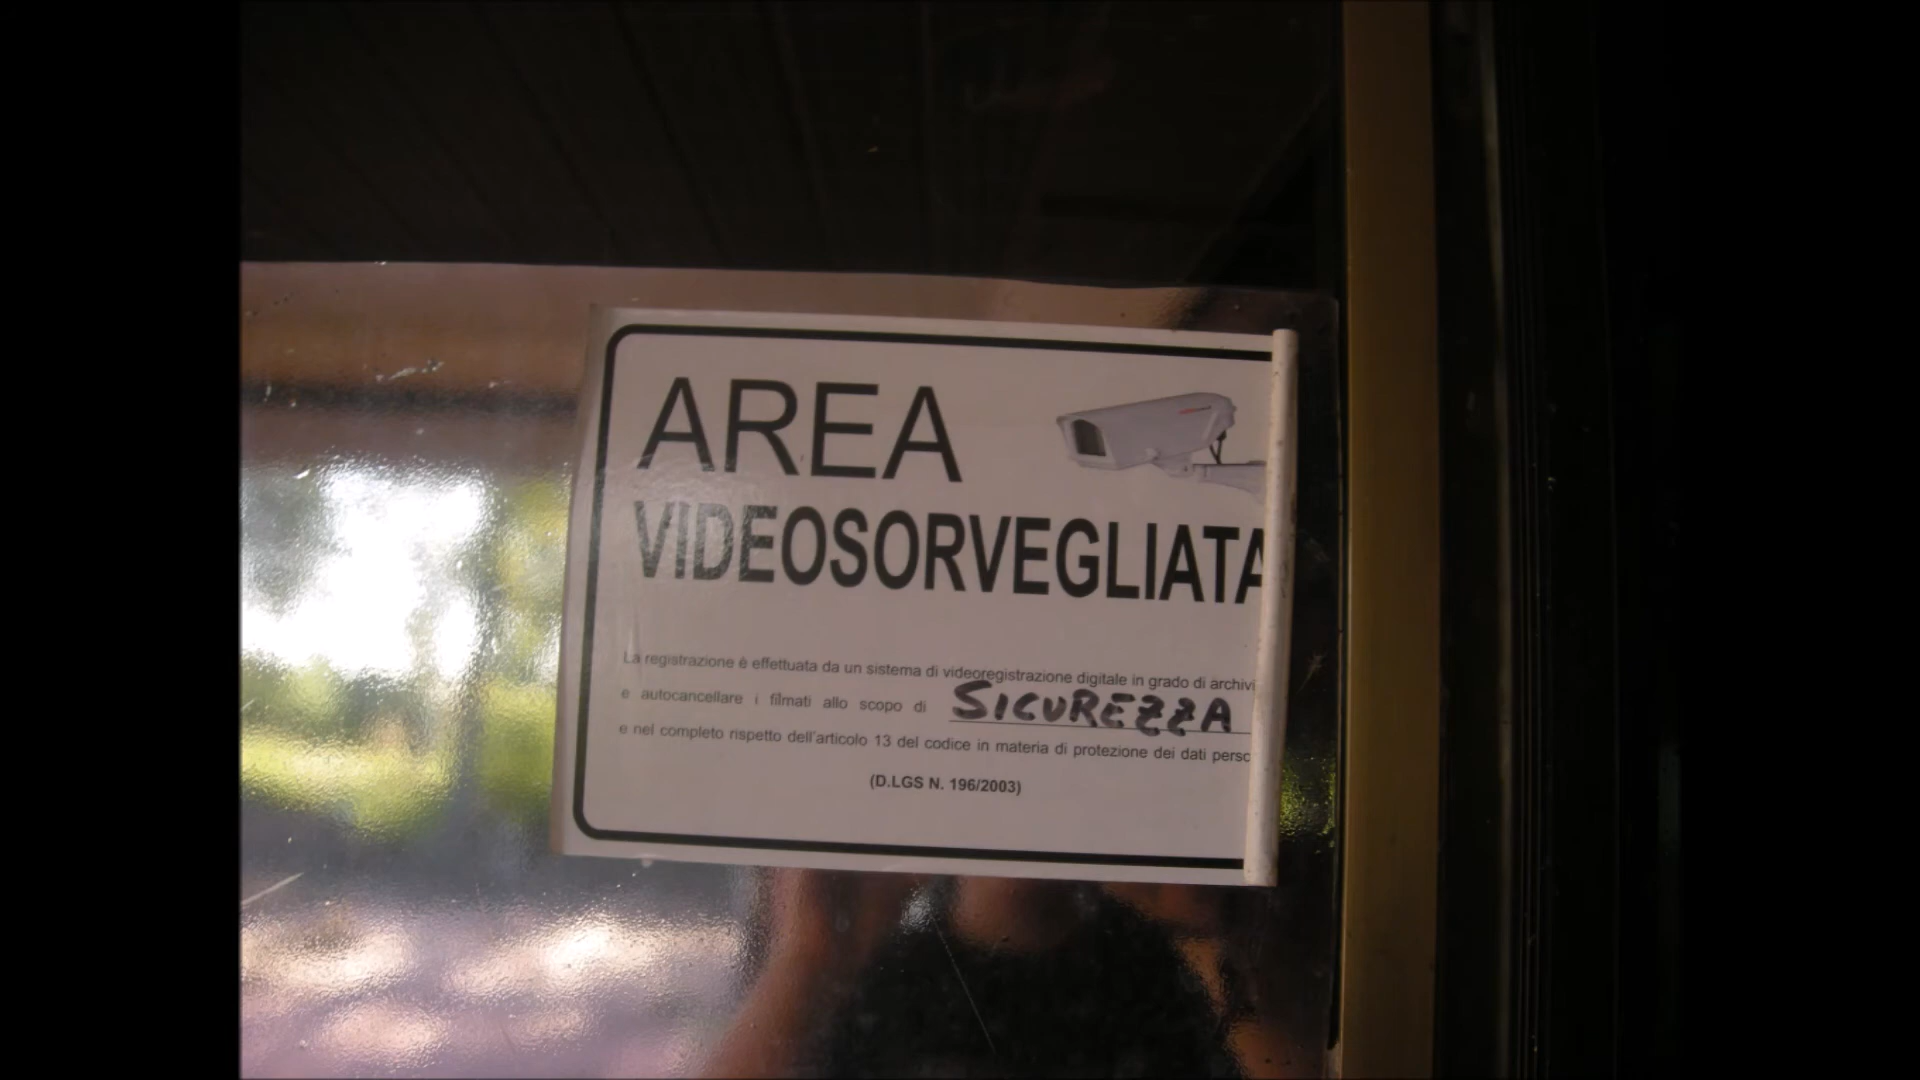 AREA
VIDEOSORVEGLIATA
La registrazione è effettuata da un sistema di videoregistrazione digitale in grado di archivi
e autocancellare i filmati allo scopo di SICUREZZA
e nel completo rispetto dell'articolo 13 del codice in materia di protezione dei dati perso
(D.LGS N. 196/2003)